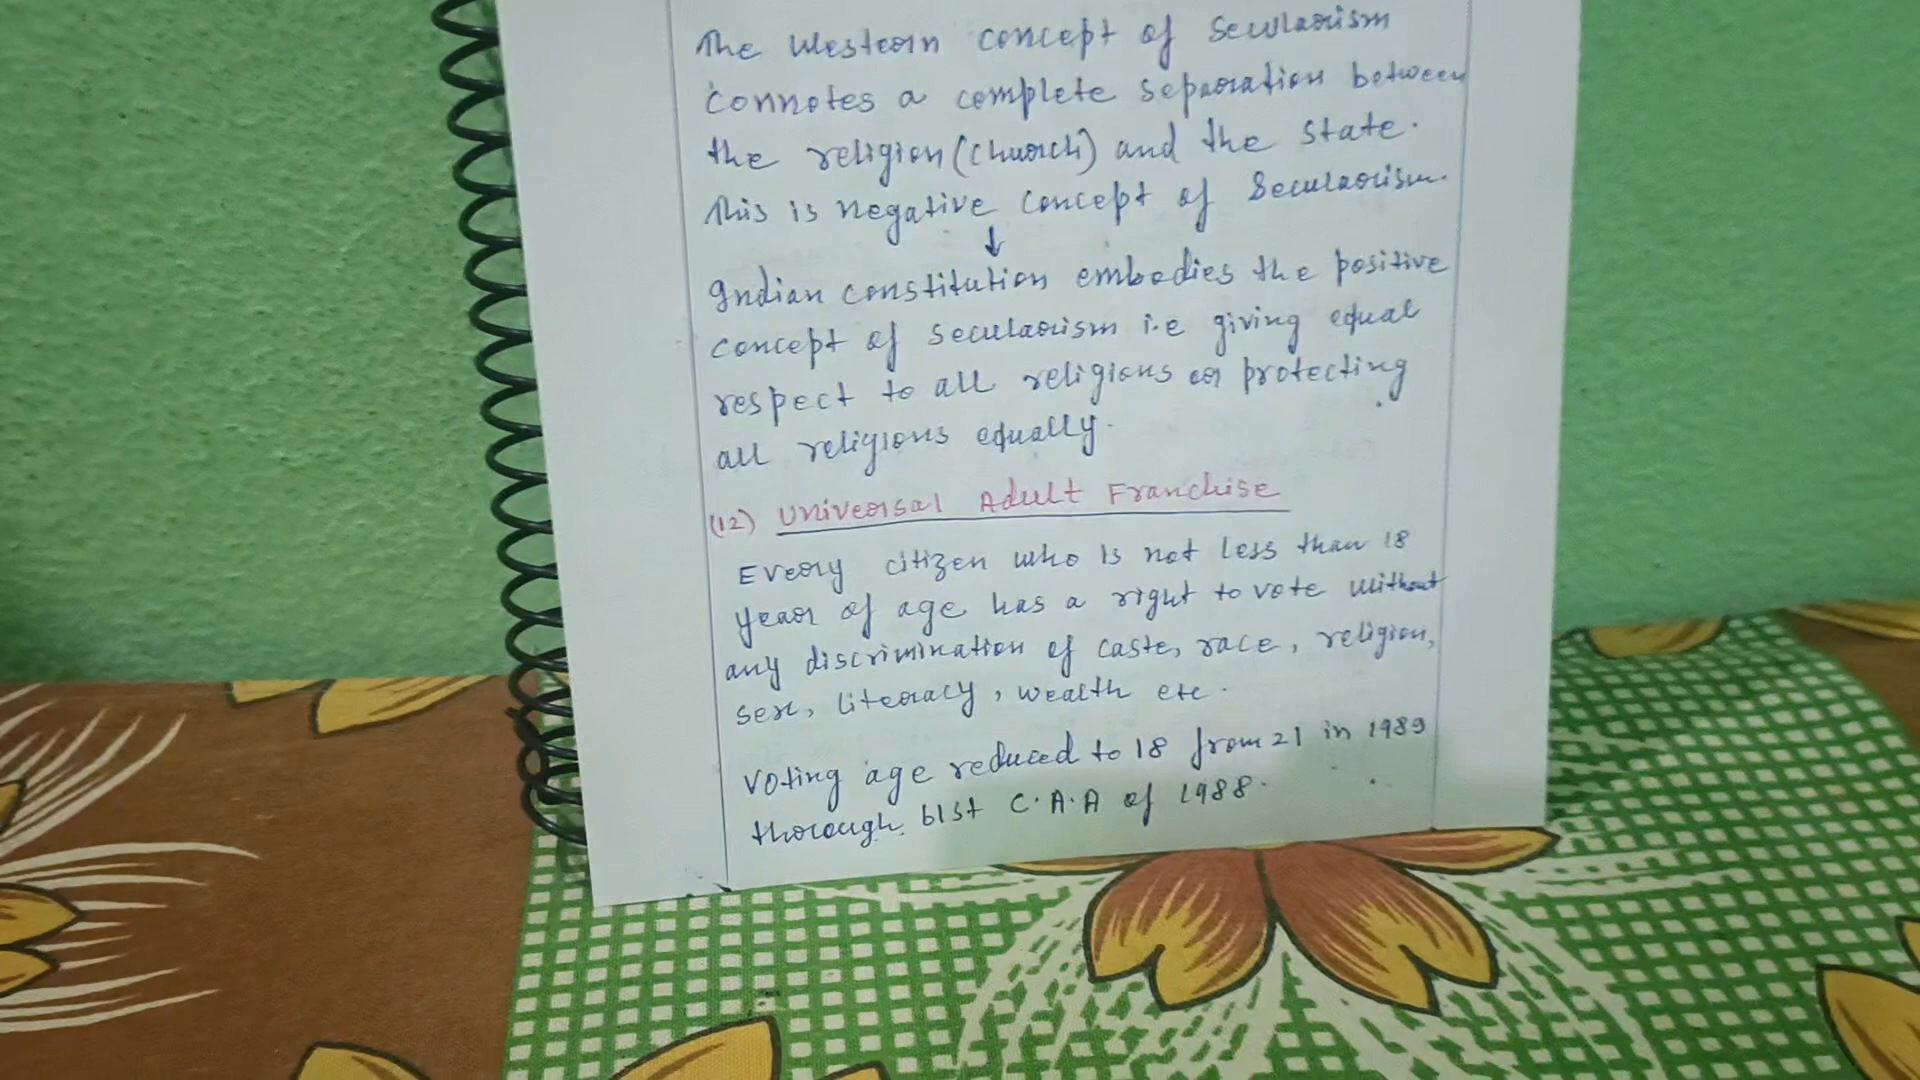 The Western concept of Secularism
connotes a complete separation between
the religion (church) and the state.
This is negative concept of Secularism.
↓
Indian constitution embodies the positive
concept of secularism i.e giving equal
respect to all religions or protecting
all religions equally.
(12) Universal Adult Franchise
Every citizen who is not less than 18
year of age has a right to vote without
any discrimination of caste, race, religion,
sex, literacy, wealth etc.
Voting age reduced to 18 from 21 in 1989
thorough 61st C.A.A of 1988.